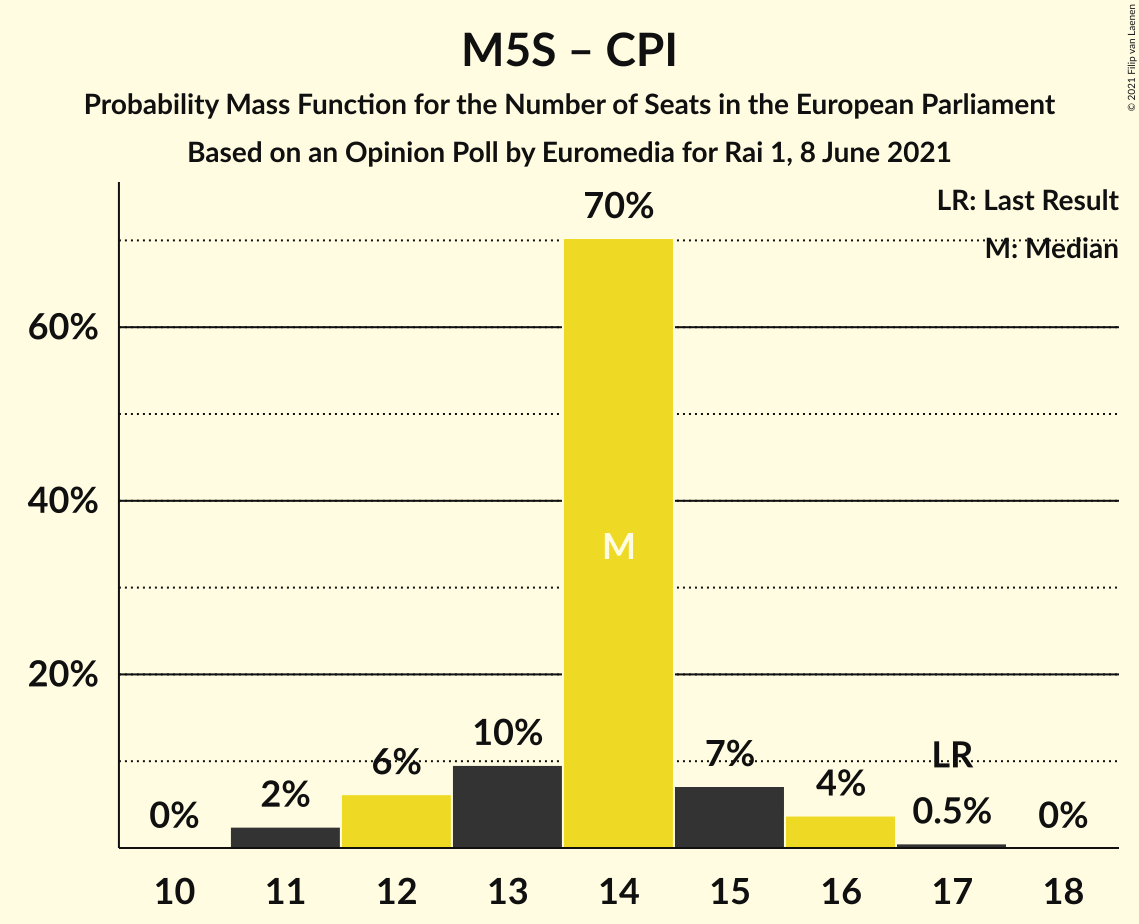 M5S – CPI
Probability Mass Function for the Number of Seats in the European Parliament
Based on an Opinion Poll by Euromedia for Rai 1, 8 June 2021
© 2021 Filip van Laenen
LR: Last Result
M: Median
60%
40%
20%
0%
2%
6%
10%
70%
M
7%
4%
LR
0.5%
0%
10 11 12 13 14 15 16 17 18